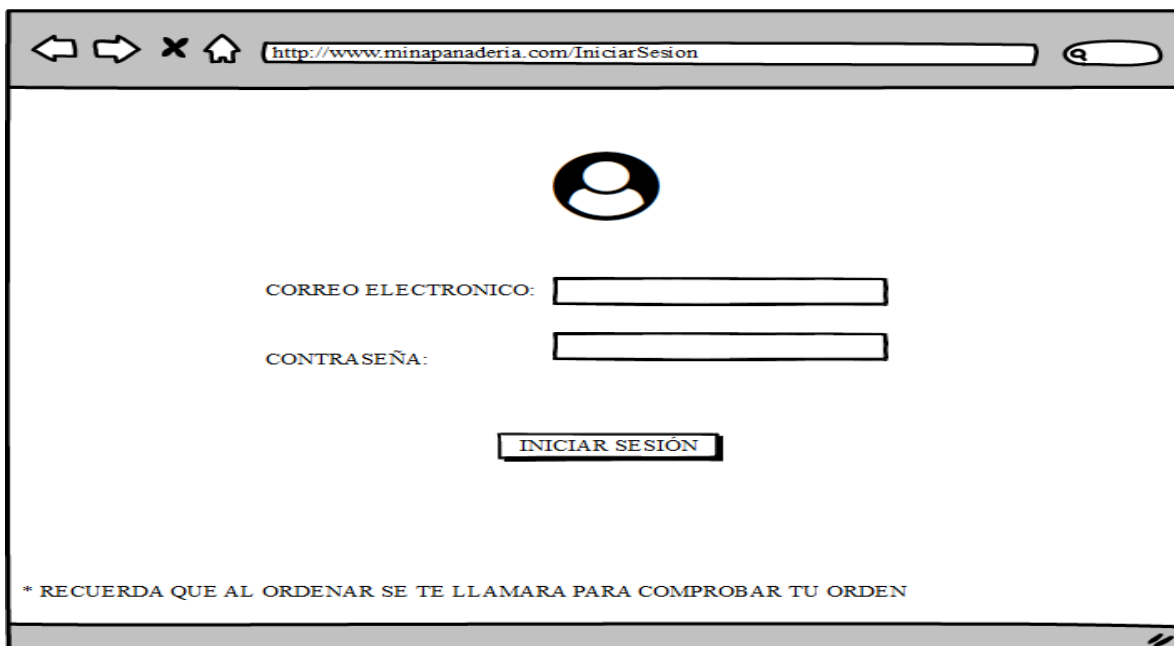 http://www.minapanaderia.com/IniciarSesion
CORREO ELECTRONICO:
CONTRASEÑA:
INICIAR SESIÓN
* RECUERDA QUE AL ORDENAR SE TE LLAMARA PARA COMPROBAR TU ORDEN